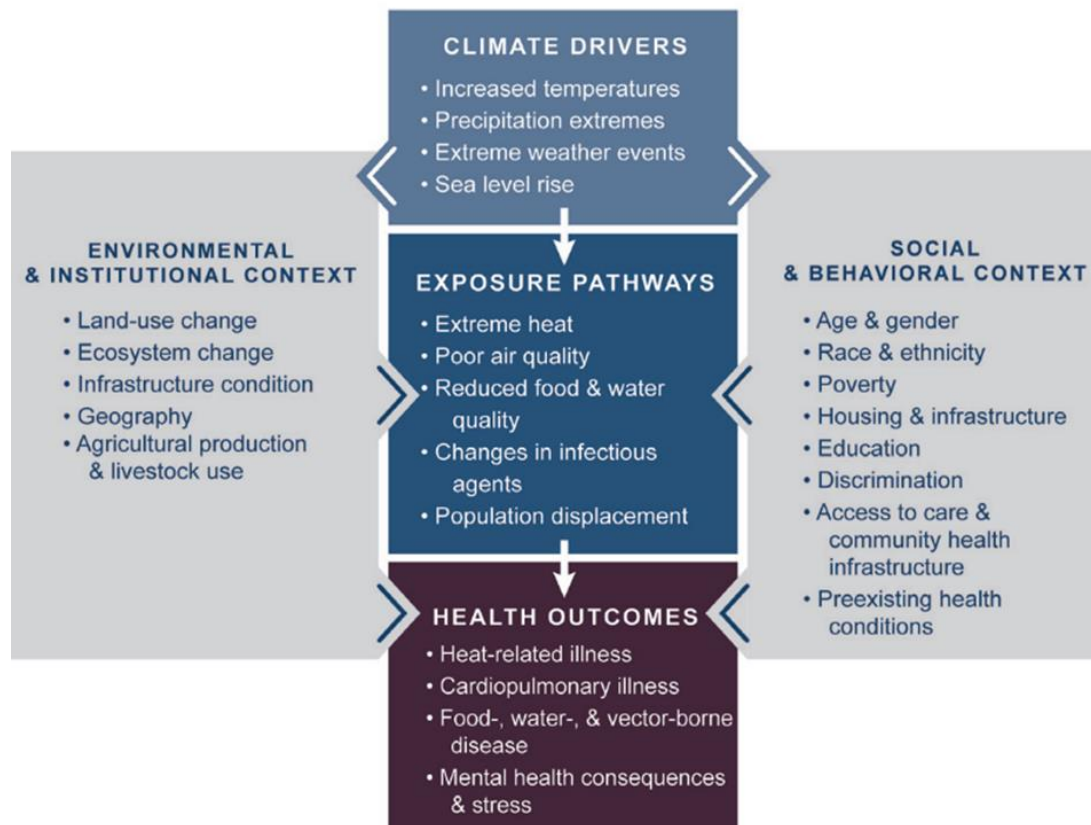 CLIMATE DRIVERS
• Increased temperatures
• Precipitation extremes
• Extreme weather events
• Sea level rise
ENVIRONMENTAL
& INSTITUTIONAL CONTEXT
• Land-use change
• Ecosystem change
• Infrastructure condition
• Geography
• Agricultural production
& livestock use
EXPOSURE PATHWAYS
• Extreme heat
• Poor air quality
• Reduced food & water
quality
• Changes in infectious
agents
• Population displacement
SOCIAL
& BEHAVIORAL CONTEXT
• Age & gender
• Race & ethnicity
• Poverty
• Housing & infrastructure
• Education
• Discrimination
• Access to care &
community health
infrastructure
• Preexisting health
conditions
HEALTH OUTCOMES
• Heat-related illness
• Cardiopulmonary illness
• Food-, water-, & vector-borne
disease
• Mental health consequences
& stress